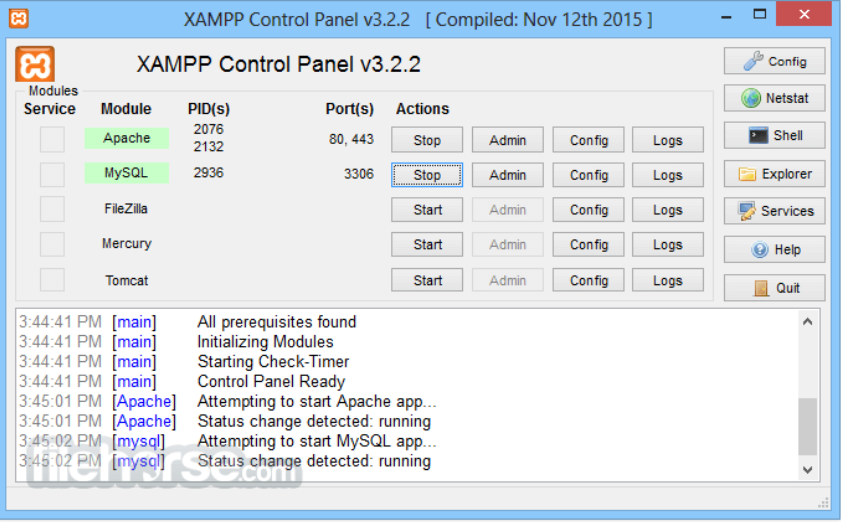 XAMPP Control Panel v3.2.2 [ Compiled: Nov 12th 2015 ]
XAMPP Control Panel v3.2.2
Config
Modules
Service Module PID(s) Port(s) Actions
Netstat
Apache 2076 2132 80, 443 Stop Admin Config Logs
Shell
MySQL 2936 3306 Stop Admin Config Logs
Explorer
FileZilla Start Admin Config Logs
Services
Mercury Start Admin Config Logs
Help
Tomcat Start Admin Config Logs
Quit
3:44:41 PM [main] All prerequisites found
3:44:41 PM [main] Initializing Modules
3:44:41 PM [main] Starting Check-Timer
3:44:41 PM [main] Control Panel Ready
3:45:01 PM [Apache] Attempting to start Apache app...
3:45:01 PM [Apache] Status change detected: running
3:45:02 PM [mysql] Attempting to start MySQL app...
3:45:02 PM [mysql] Status change detected: running
filehorse.com